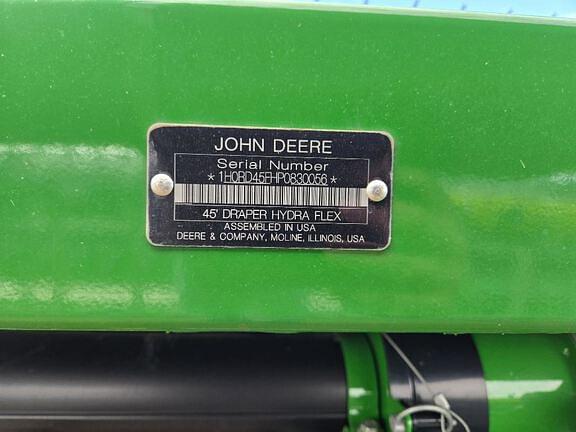 JOHN DEERE
Serial Number
*1H0RD45EHP0830056*
45' DRAPER HYDRA FLEX
ASSEMBLED IN USA
DEERE & COMPANY, MOLINE, ILLINOIS, USA